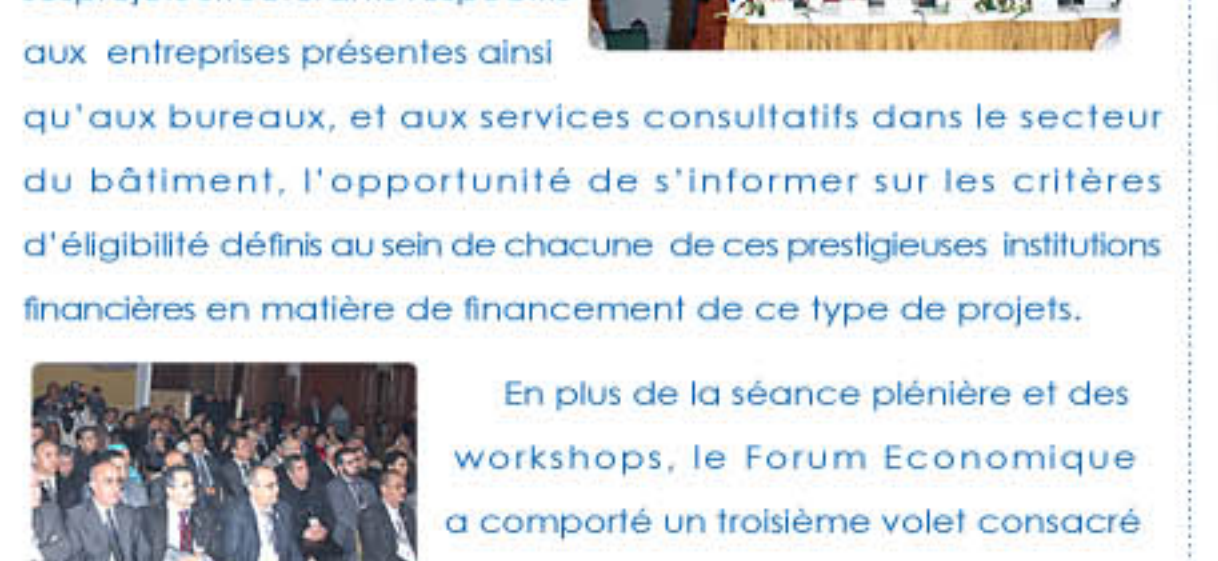 aux entreprises présentes ainsi
qu'aux bureaux, et aux services consultatifs dans le secteur
du bâtiment, l'opportunité de s'informer sur les critères
d'éligibilité définis au sein de chacune de ces prestigieuses institutions
financières en matière de financement de ce type de projets.
En plus de la séance plénière et des
workshops, le Forum Economique
a comporté un troisième volet consacré